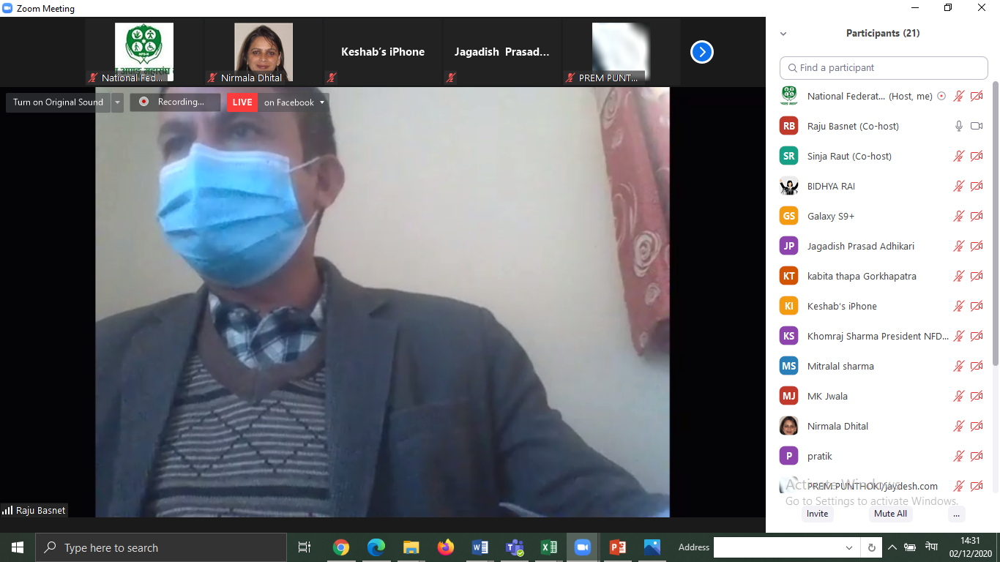 Zoom Meeting
NFD-N
National Fed...
Nirmala Dhital
Keshab's iPhone
Jagadish Prasad...
PREM PUNT...
Turn on Original Sound
Recording...
LIVE on Facebook
Raju Basnet
Participants (21)
Find a participant
National Federat... (Host, me)
RB Raju Basnet (Co-host)
SR Sinja Raut (Co-host)
BIDHYA RAI
GS Galaxy S9+
JP Jagadish Prasad Adhikari
KT kabita thapa Gorkhapatra
KI Keshab's iPhone
KS Khomraj Sharma President NFD...
MS Mitralal sharma
MJ MK Jwala
Nirmala Dhital
P pratik
PREM PUNTHOK//jaydesh.com
Activate Windows
Go to Settings to activate Windows.
Invite
Mute All
...
Type here to search
Address
नेपा
14:31
02/12/2020